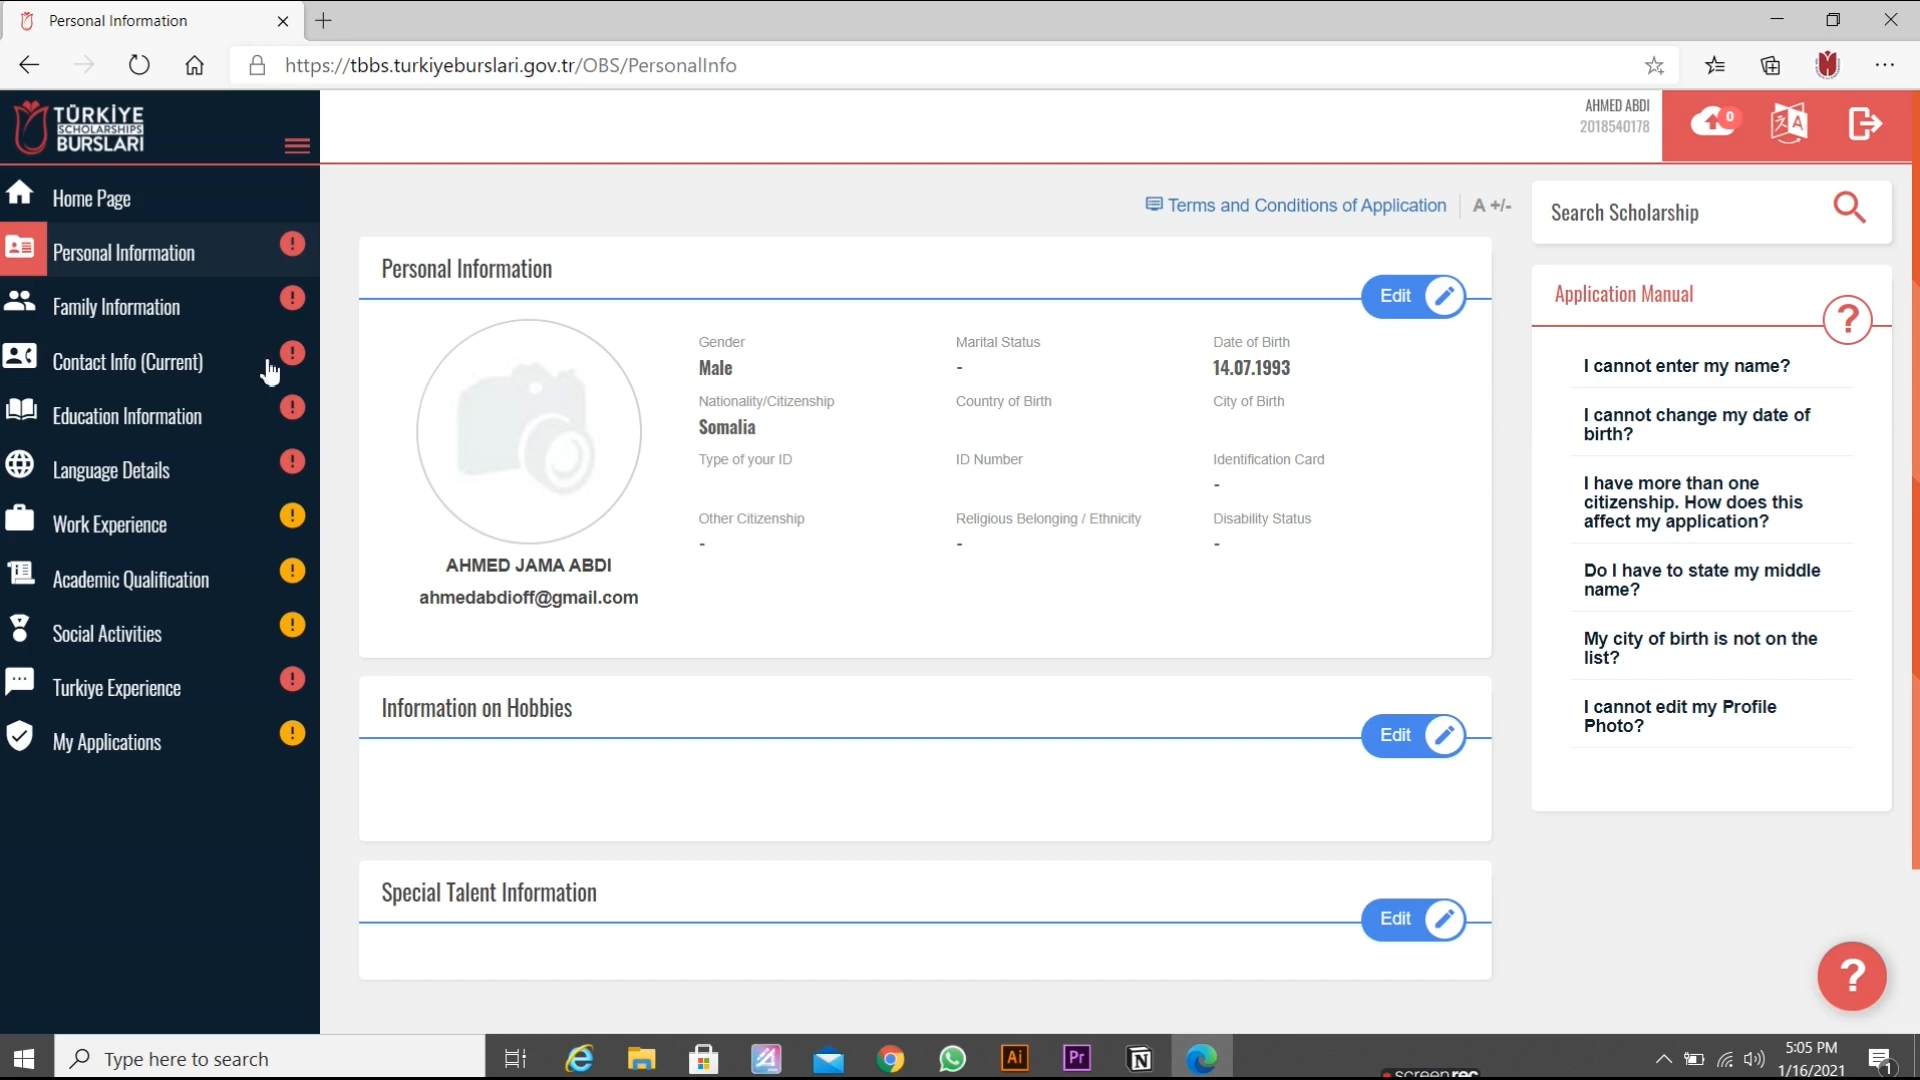 Personal Information
https://tbbs.turkiyeburslari.gov.tr/OBS/PersonalInfo
TÜRKİYE
SCHOLARSHIPS
BURSLARI
AHMED ABDI
2018540178
0
Home Page
Personal Information
Family Information
Contact Info (Current)
Education Information
Language Details
Work Experience
Academic Qualification
Social Activities
Turkiye Experience
My Applications
Terms and Conditions of Application
A +/-
Personal Information
Edit
Gender
Male
Marital Status
-
Date of Birth
14.07.1993
Nationality/Citizenship
Somalia
Country of Birth
City of Birth
Type of your ID
ID Number
Identification Card
-
Other Citizenship
-
Religious Belonging / Ethnicity
-
Disability Status
-
AHMED JAMA ABDI
ahmedabdioff@gmail.com
Information on Hobbies
Edit
Special Talent Information
Edit
Search Scholarship
Application Manual
?
I cannot enter my name?
I cannot change my date of
birth?
I have more than one
citizenship. How does this
affect my application?
Do I have to state my middle
name?
My city of birth is not on the
list?
I cannot edit my Profile
Photo?
?
Type here to search
Ai
Pr
screenrec
5:05 PM
1/16/2021
1